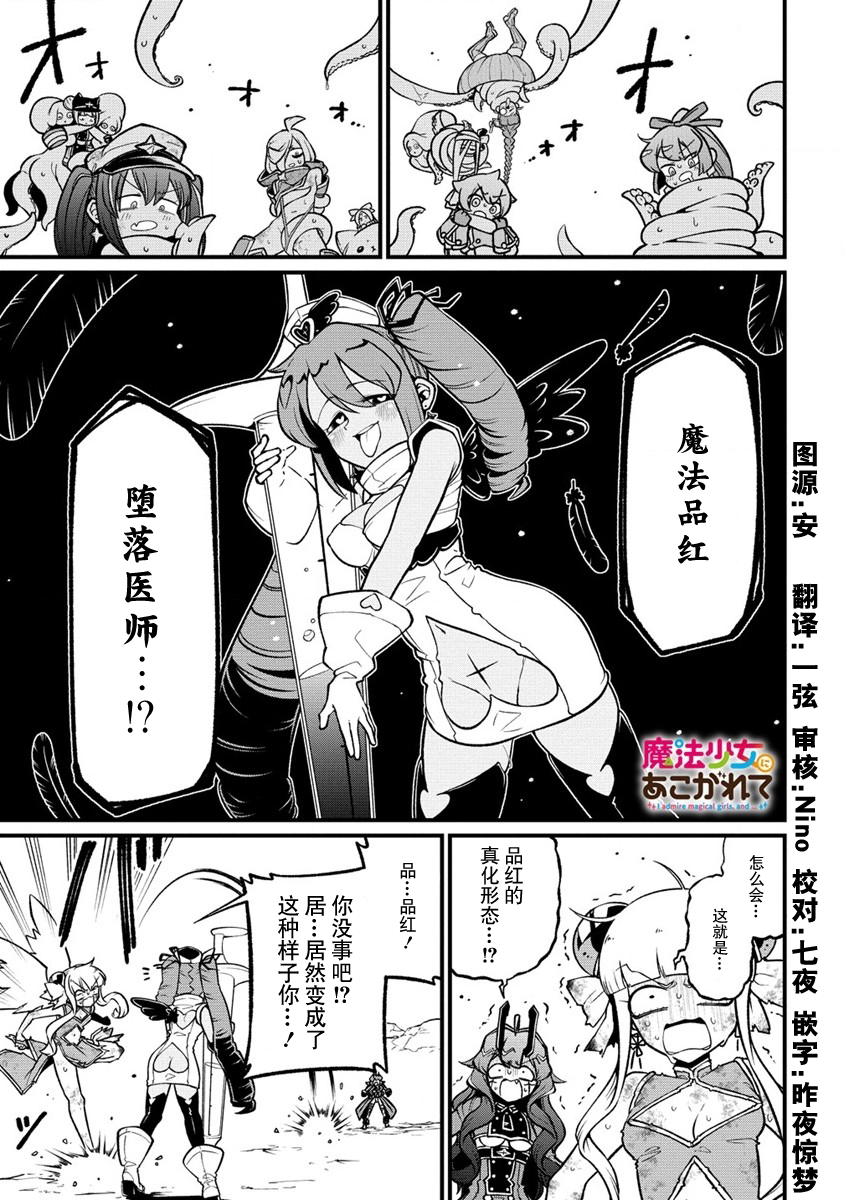 オオ
オオ
魔法品红
堕落医师…!?
魔法少女に
あこがれて
I admire magical girls, and ...
怎么会…
这就是…
品红的
真化形态…!?
品…品红!
你没事吧!?
居…居然变成了
这种样子你…!
图源:安 翻译:一弦 审核:Nino 校对:七夜 嵌字:昨夜惊梦